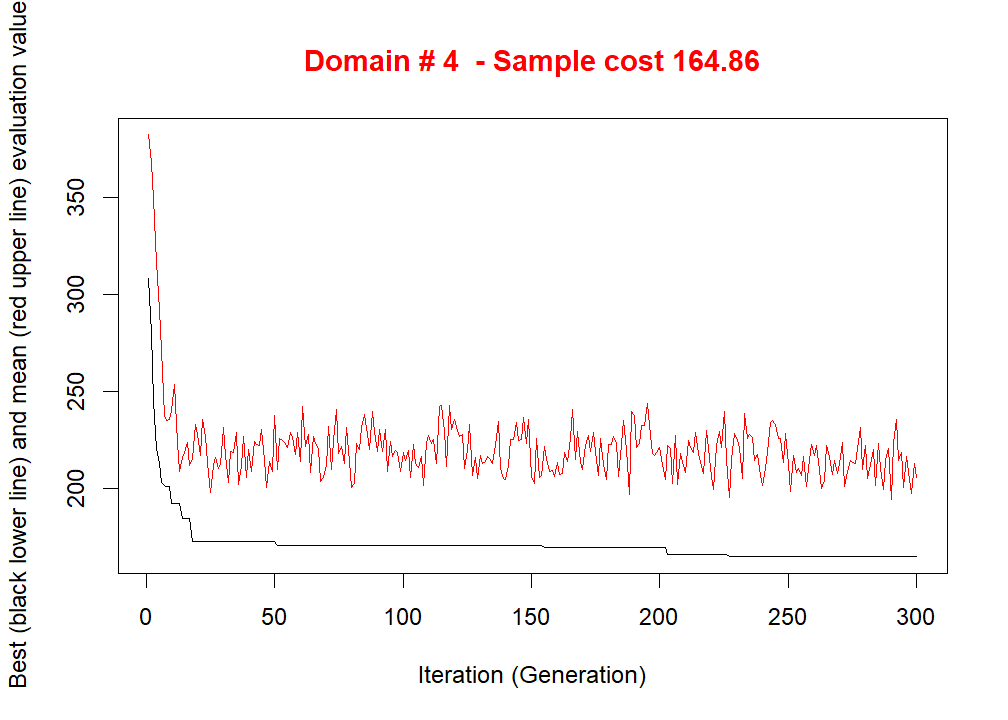 Domain # 4  - Sample cost 164.86
Best (black lower line) and mean (red upper line) evaluation value
350
300
250
200
0 50 100 150 200 250 300
Iteration (Generation)